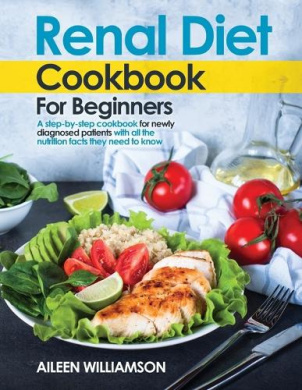 Renal Diet
Cookbook
For Beginners
A step-by-step cookbook for newly
diagnosed patients with all the
nutrition facts they need to know
AILEEN WILLIAMSON